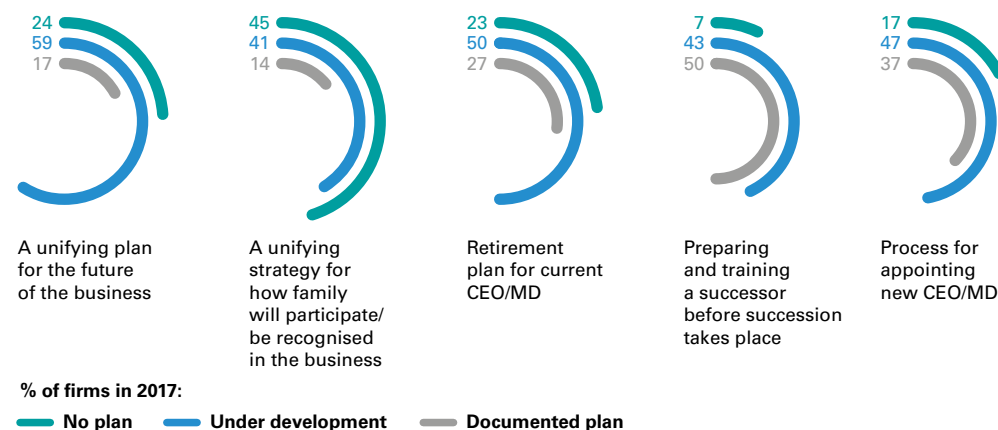 24
59
17
A unifying plan
for the future
of the business
45
41
14
A unifying
strategy for
how family
will participate/
be recognised
in the business
23
50
27
Retirement
plan for current
CEO/MD
7
43
50
Preparing
and training
a successor
before succession
takes place
17
47
37
Process for
appointing
new CEO/MD
% of firms in 2017:
No plan
Under development
Documented plan